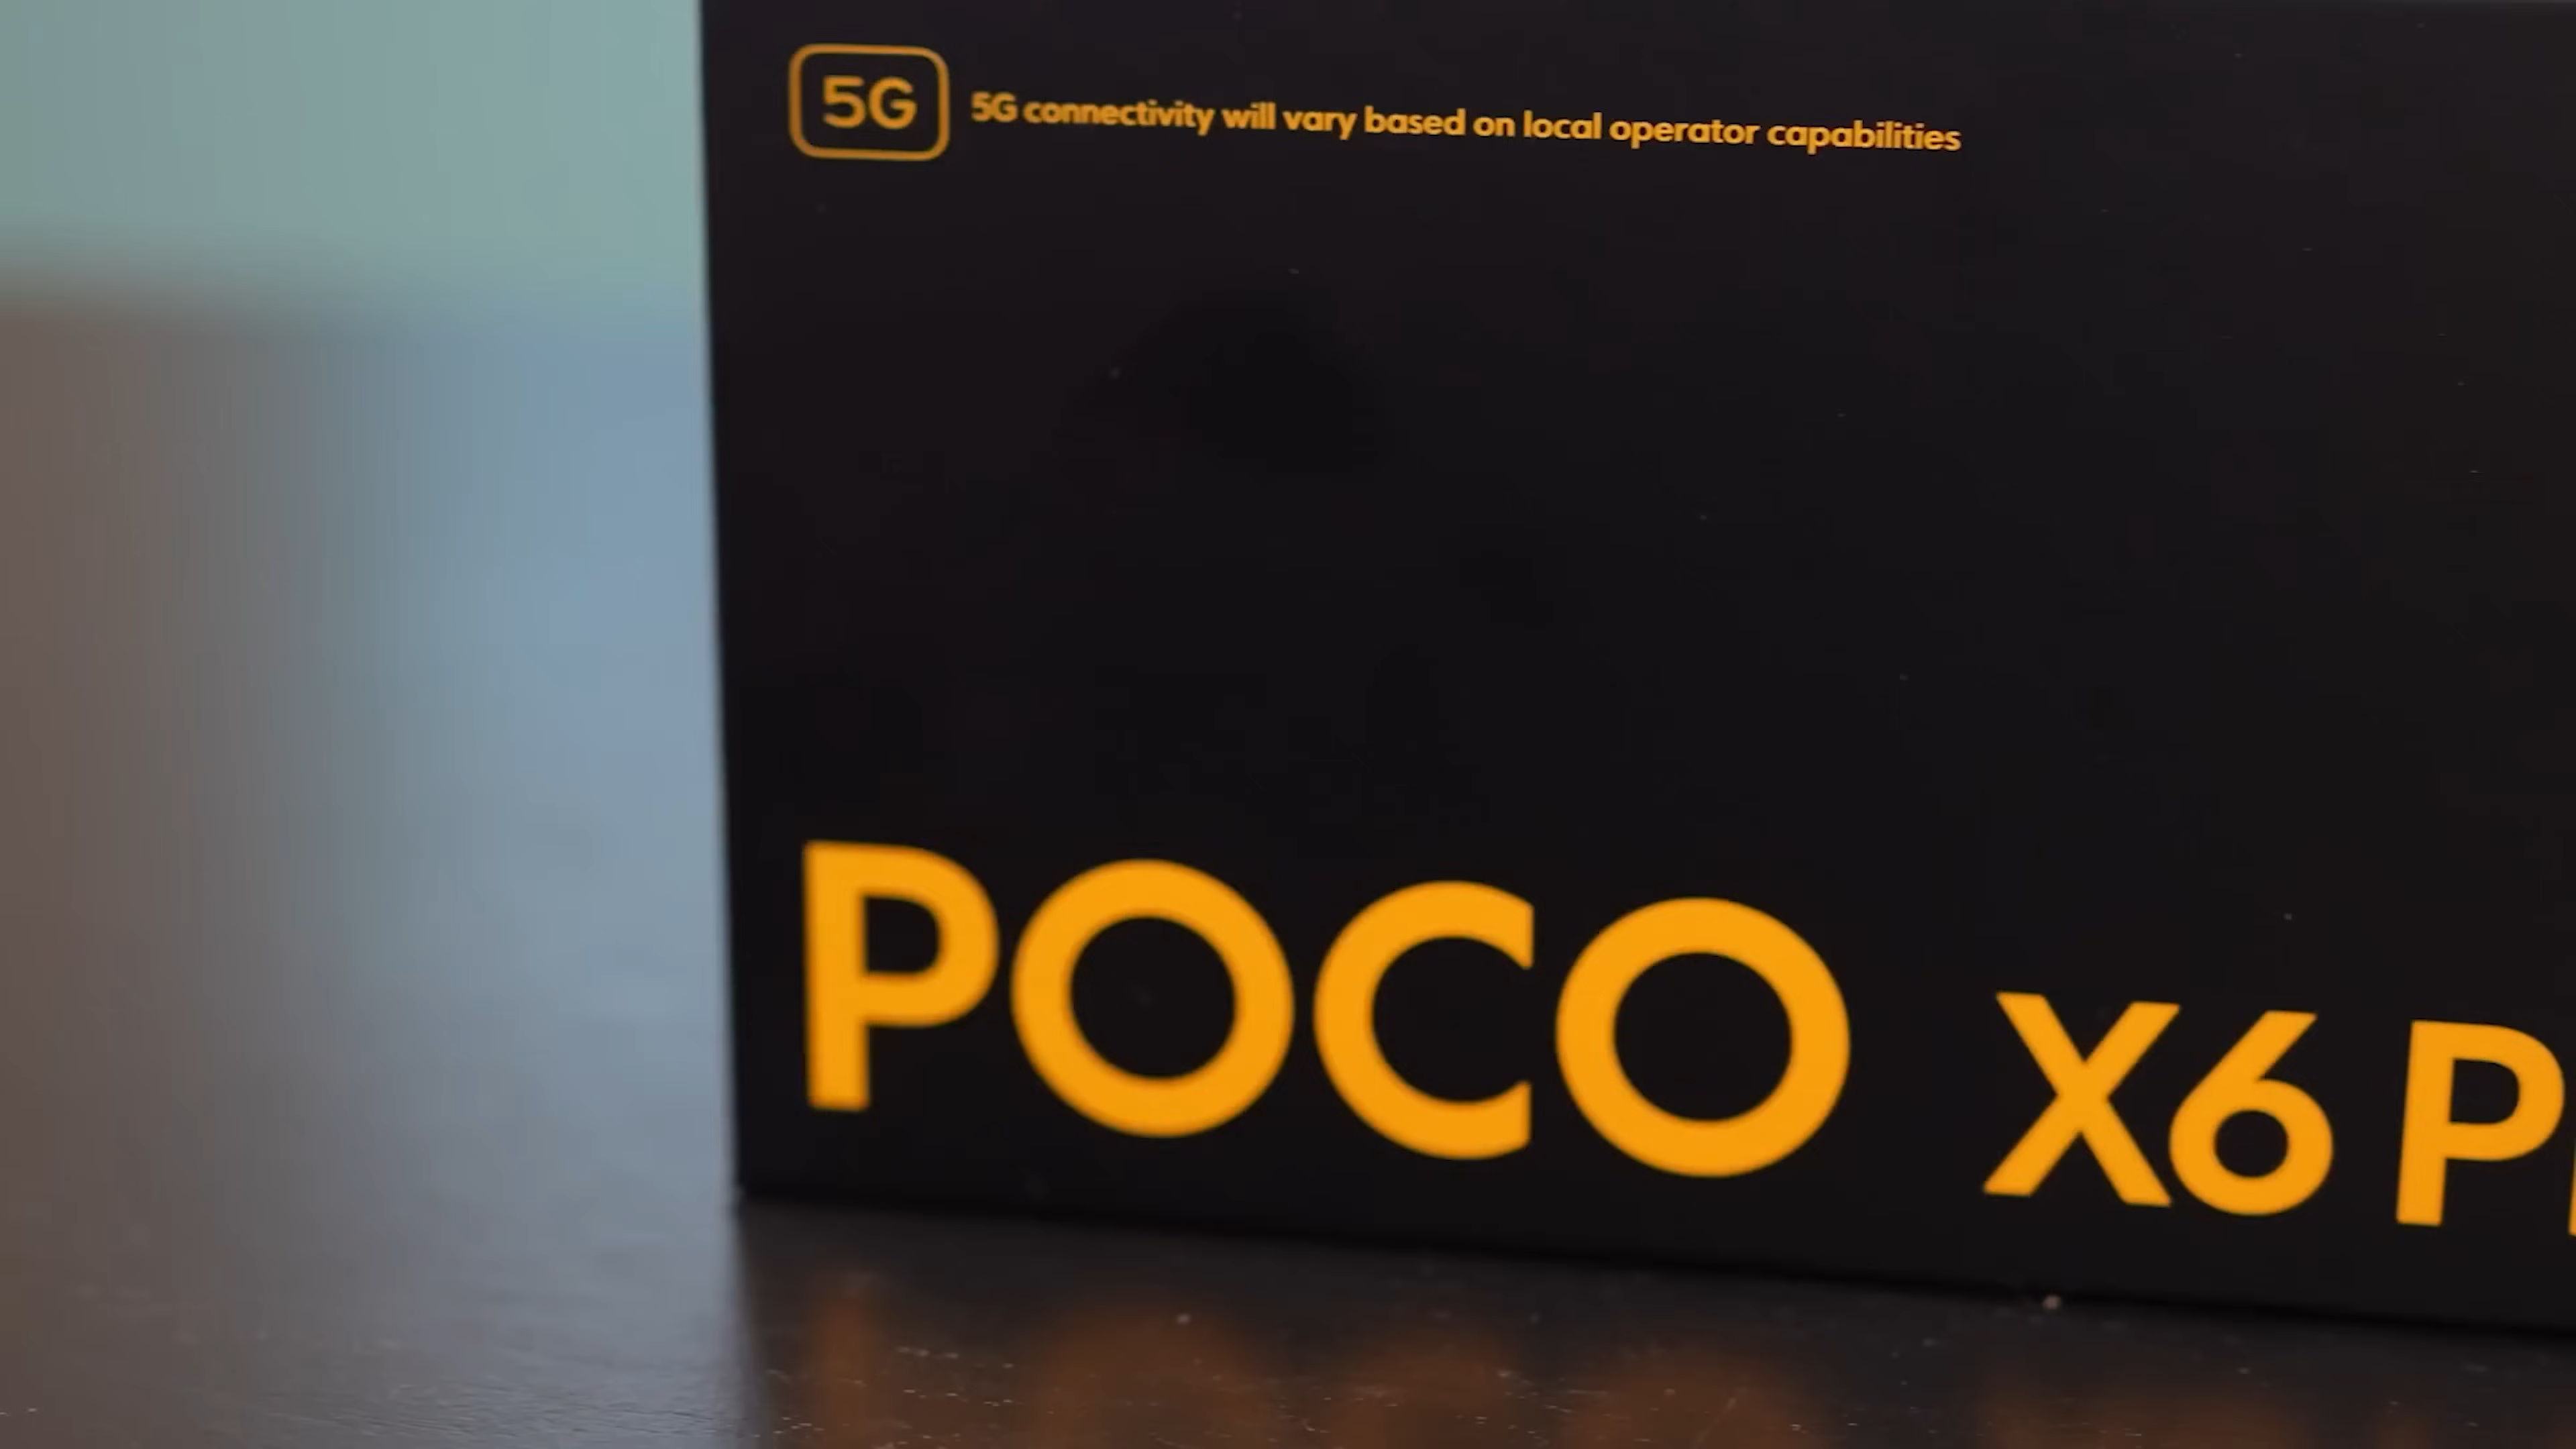 5G
5G connectivity will vary based on local operator capabilities
POCO X6 P